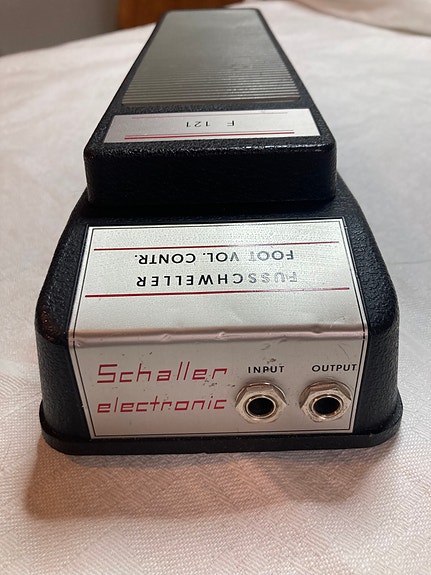 F 121
FUSSCHWELLER
FOOT VOL. CONTR.
Schaller
electronic
INPUT
OUTPUT